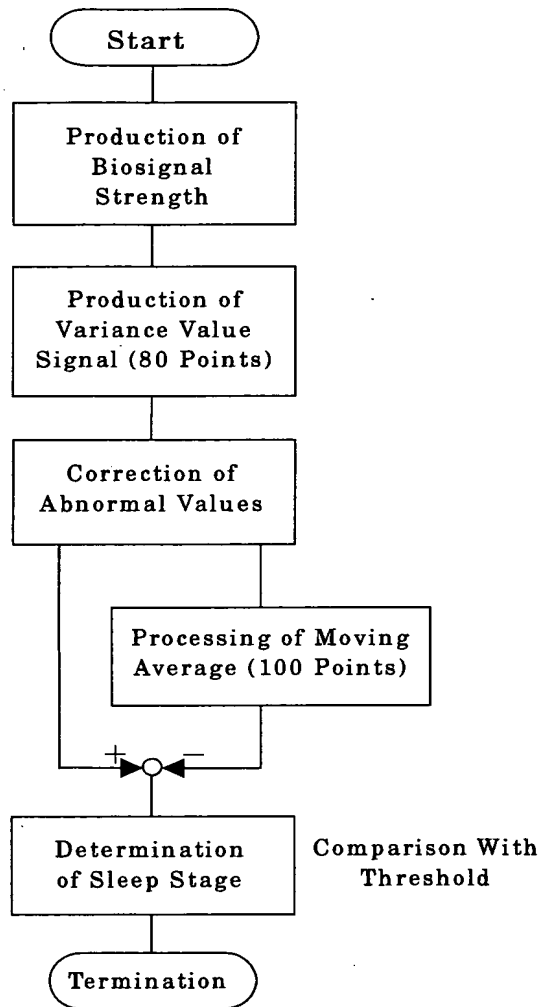 Start
Production of
Biosignal
Strength
Production of
Variance Value
Signal (80 Points)
Correction of
Abnormal Values
Processing of Moving
Average (100 Points)
+
−
Determination
of Sleep Stage
Comparison With
Threshold
Termination